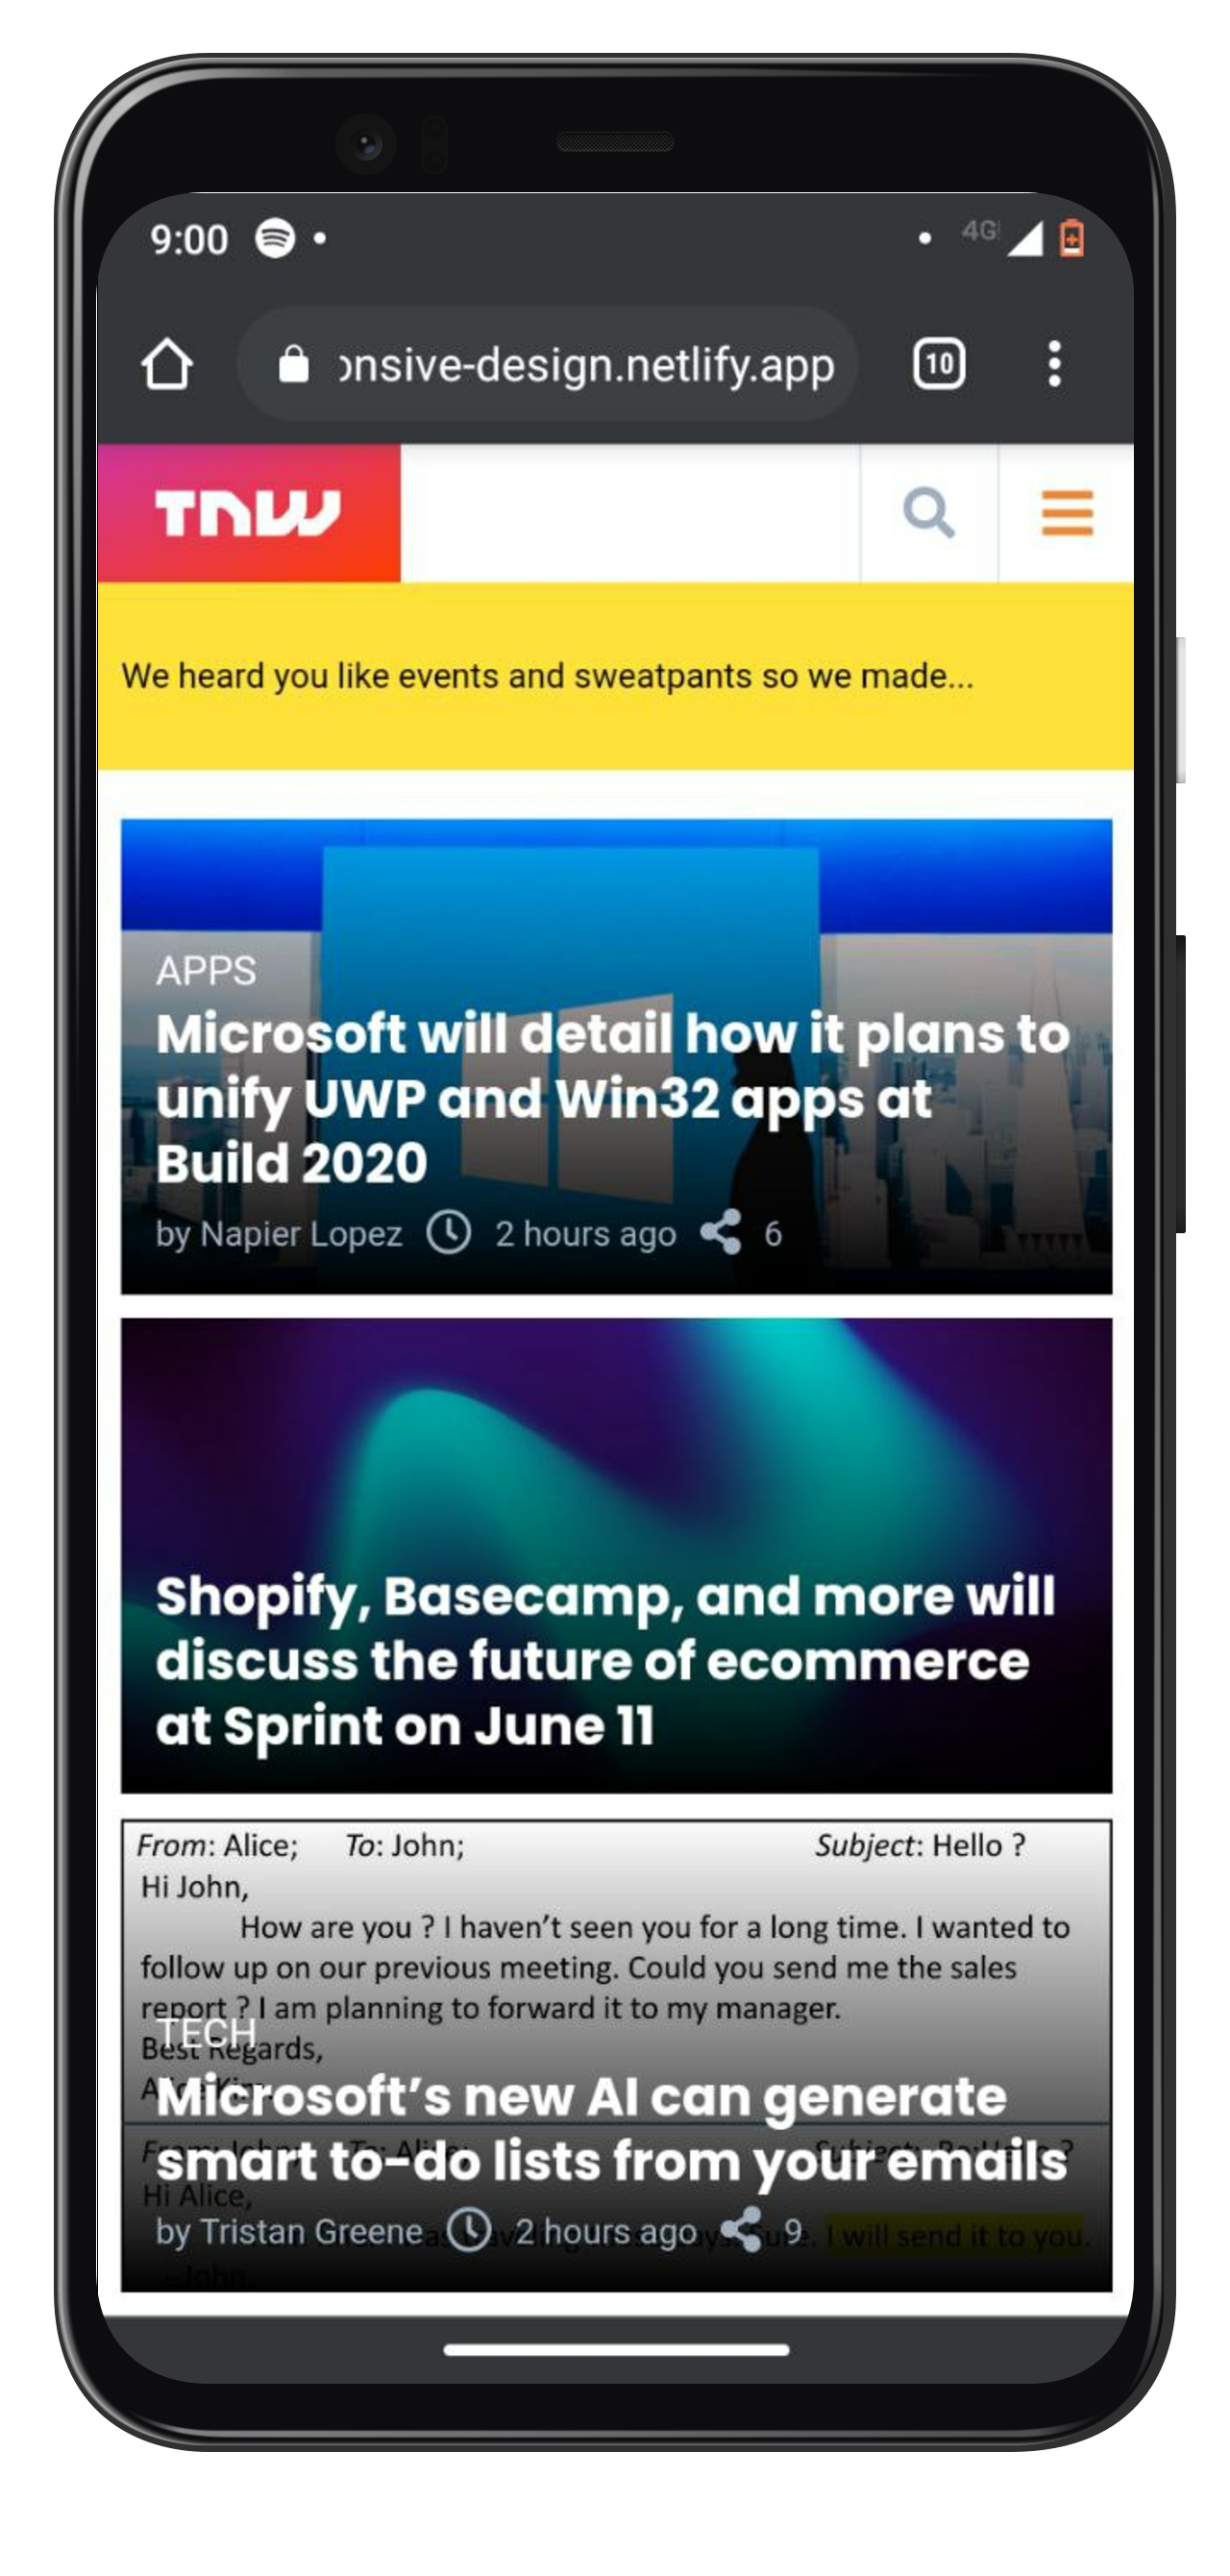 9:00
4G
onsive-design.netlify.app
10
TNW
We heard you like events and sweatpants so we made...
APPS
Microsoft will detail how it plans to
unify UWP and Win32 apps at
Build 2020
by Napier Lopez 2 hours ago 6
Shopify, Basecamp, and more will
discuss the future of ecommerce
at Sprint on June 11
From: Alice; To: John; Subject: Hello ?
Hi John,
How are you ? I haven't seen you for a long time. I wanted to
follow up on our previous meeting. Could you send me the sales
report ? I am planning to forward it to my manager.
TECH
Best Regards,
Microsoft's new AI can generate
smart to-do lists from your emails
Hi Alice,
by Tristan Greene 2 hours ago 9
I will send it to you.
- John